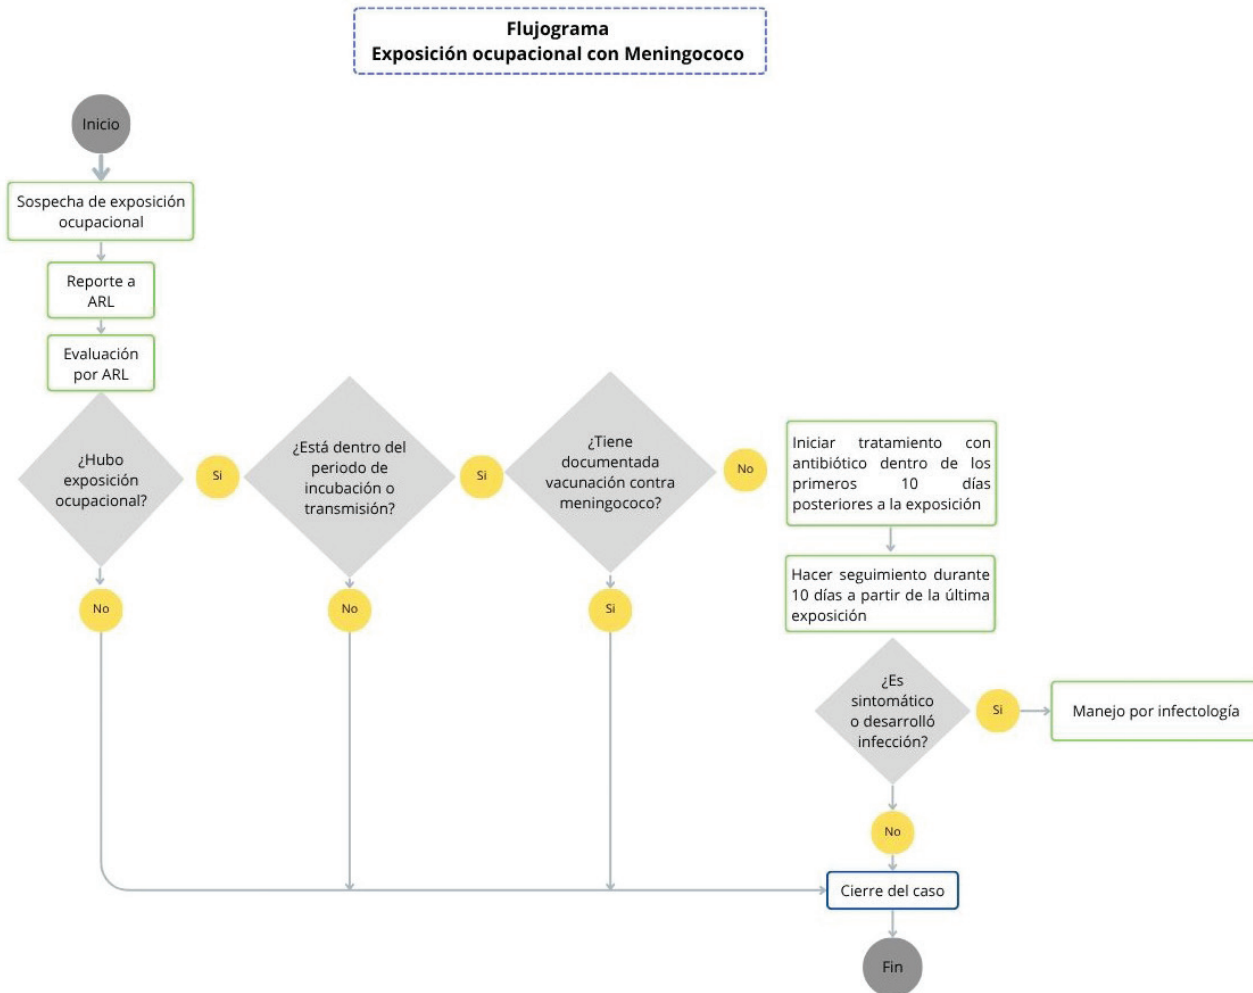 Flujograma
Exposición ocupacional con Meningococo
Inicio
Sospecha de exposición
ocupacional
Reporte a
ARL
Evaluación
por ARL
¿Hubo
exposición
ocupacional?
Si
No
¿Está dentro del
periodo de
incubación o
transmisión?
Si
No
¿Tiene
documentada
vacunación contra
meningococo?
No
Si
Iniciar tratamiento con
antibiótico dentro de los
primeros 10 días
posteriores a la exposición
Hacer seguimiento durante
10 días a partir de la última
exposición
¿Es
sintomático
o desarrolló
infección?
Si
Manejo por infectología
No
Cierre del caso
Fin